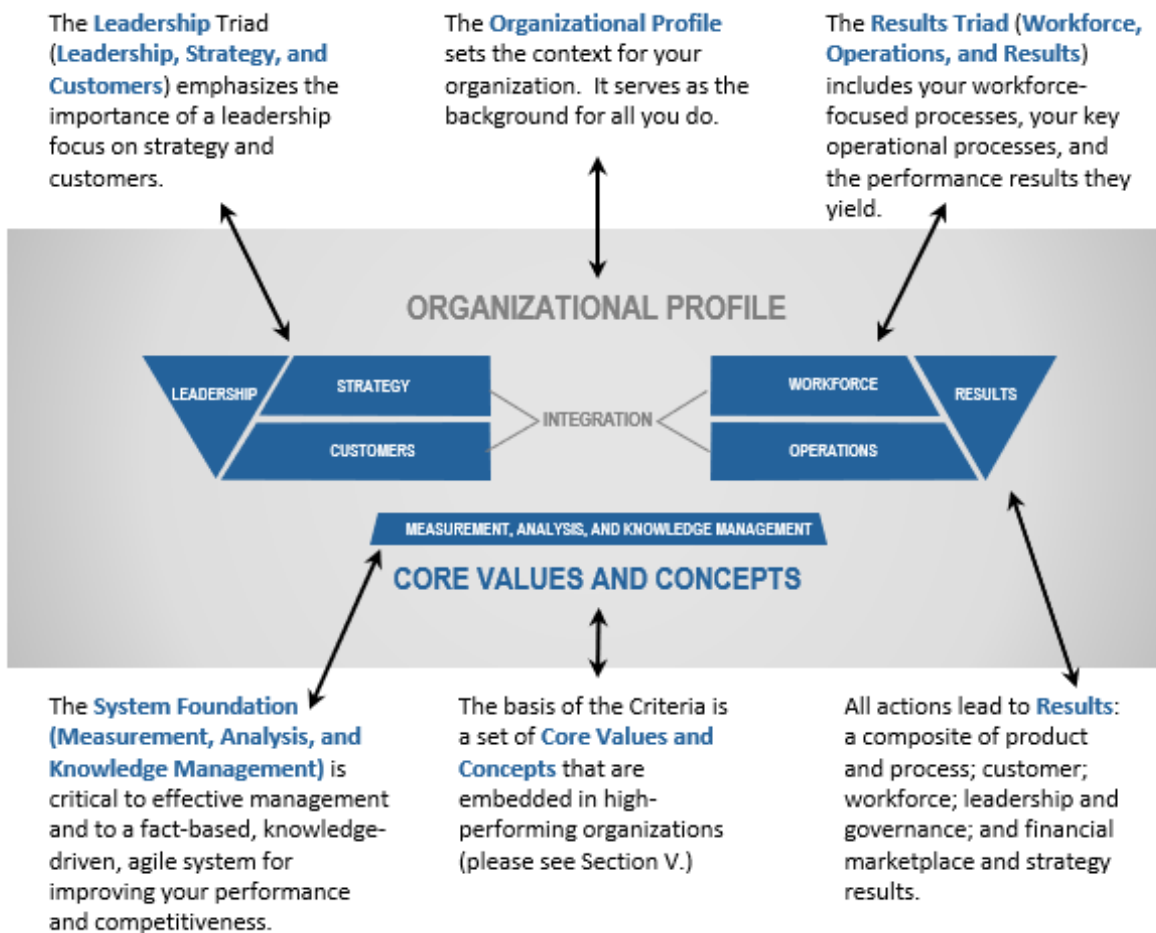 The Leadership Triad
(Leadership, Strategy, and
Customers) emphasizes the
importance of a leadership
focus on strategy and
customers.
The Organizational Profile
sets the context for your
organization.  It serves as the
background for all you do.
The Results Triad (Workforce,
Operations, and Results)
includes your workforce-
focused processes, your key
operational processes, and
the performance results they
yield.
ORGANIZATIONAL PROFILE
LEADERSHIP
STRATEGY
CUSTOMERS
INTEGRATION
WORKFORCE
OPERATIONS
RESULTS
MEASUREMENT, ANALYSIS, AND KNOWLEDGE MANAGEMENT
CORE VALUES AND CONCEPTS
The System Foundation
(Measurement, Analysis, and
Knowledge Management) is
critical to effective management
and to a fact-based, knowledge-
driven, agile system for
improving your performance
and competitiveness.
The basis of the Criteria is
a set of Core Values and
Concepts that are
embedded in high-
performing organizations
(please see Section V.)
All actions lead to Results:
a composite of product
and process; customer;
workforce; leadership and
governance; and financial
marketplace and strategy
results.